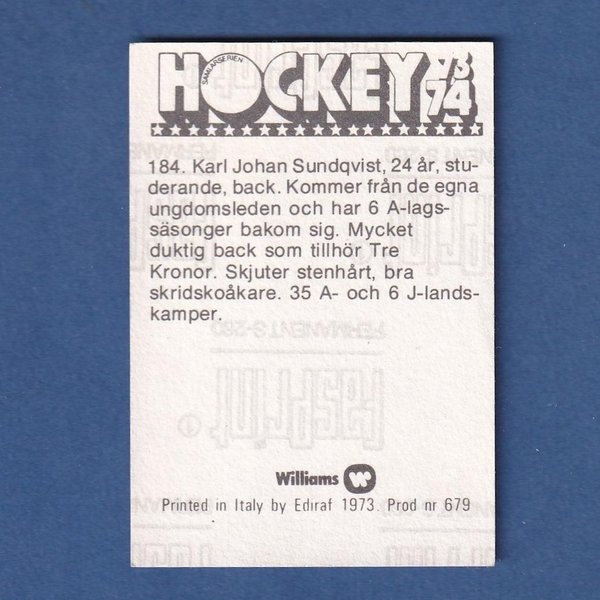 HOCKEY 73
SAMLARSERIEN
74
184. Karl Johan Sundqvist, 24 år, stu-
derande, back. Kommer från de egna
ungdomsleden och har 6 A-lags-
säsonger bakom sig. Mycket
duktig back som tillhör Tre
Kronor. Skjuter stenhårt, bra
skridskoåkare. 35 A- och 6 J-lands-
kamper.
Williams
Printed in Italy by Ediraf 1973. Prod nr 679